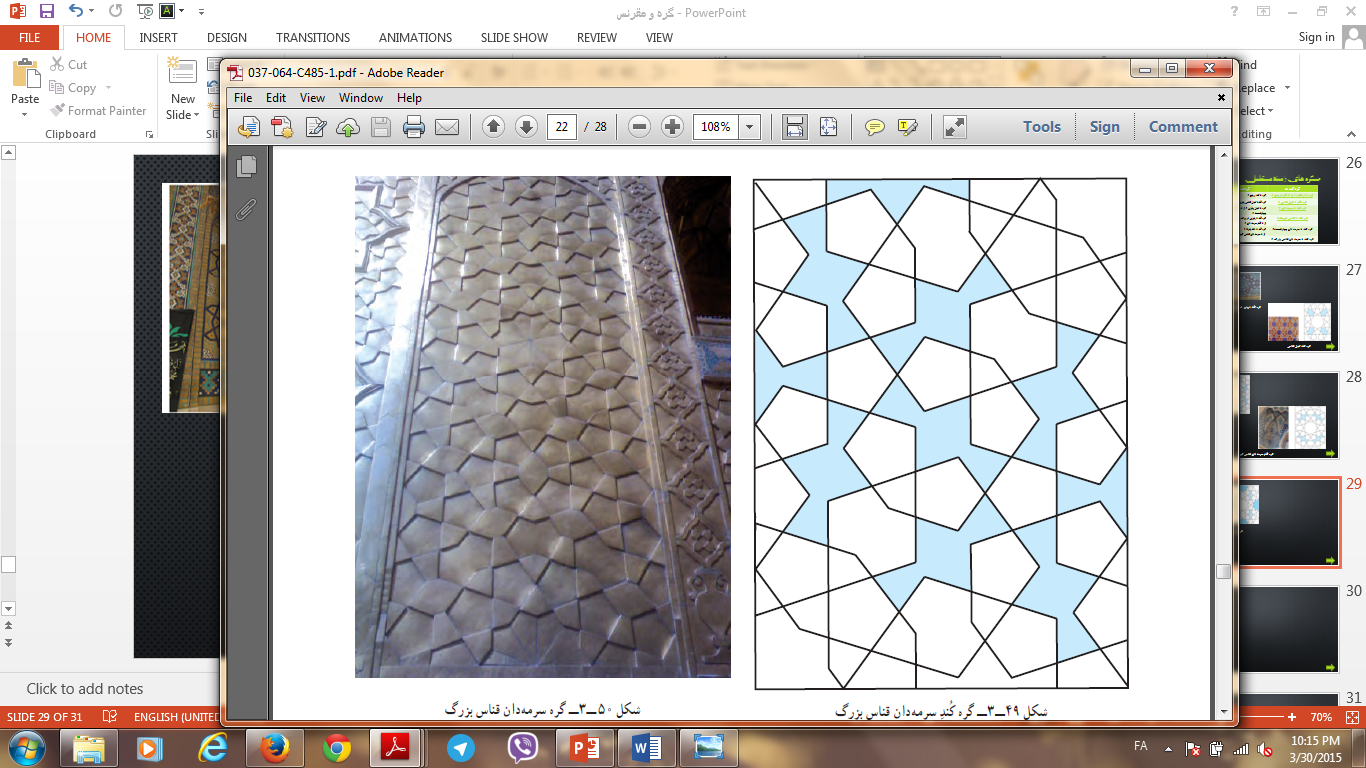 گره و مقرنس - PowerPoint
?
FILE
HOME
INSERT
DESIGN
TRANSITIONS
ANIMATIONS
SLIDE SHOW
REVIEW
VIEW
Sign in
Paste
Cut
Copy
Format Painter
Clipboard
New
Slide
037-064-C485-1.pdf - Adobe Reader
File Edit View Window Help
22 / 28
108%
Tools
Sign
Comment
26
27
28
29
30
31
شکل ۴۹ــ۳ــ گره کُندِ سرمه‌دان قناس بزرگ
شکل ۵۰ــ۳ــ گره سرمه‌دان قناس بزرگ
Click to add notes
SLIDE 29 OF 31
70%
FA
10:15 PM
3/30/2015